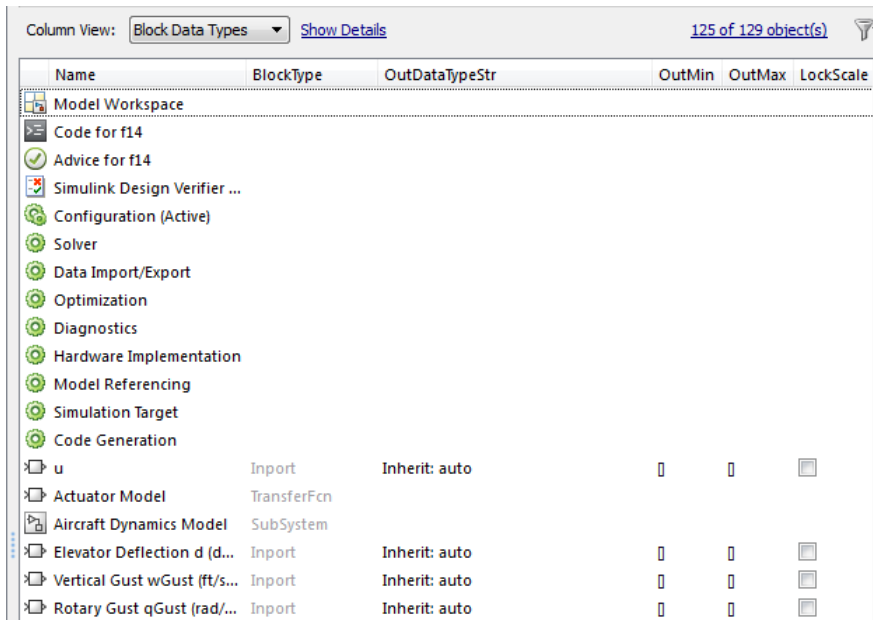 Column View: Block Data Types Show Details 125 of 129 object(s)
Name BlockType OutDataTypeStr OutMin OutMax LockScale
Model Workspace
Code for f14
Advice for f14
Simulink Design Verifier ...
Configuration (Active)
Solver
Data Import/Export
Optimization
Diagnostics
Hardware Implementation
Model Referencing
Simulation Target
Code Generation
u Inport Inherit: auto [] []
Actuator Model TransferFcn
Aircraft Dynamics Model SubSystem
Elevator Deflection d (d... Inport Inherit: auto [] []
Vertical Gust wGust (ft/s... Inport Inherit: auto [] []
Rotary Gust qGust (rad/... Inport Inherit: auto [] []